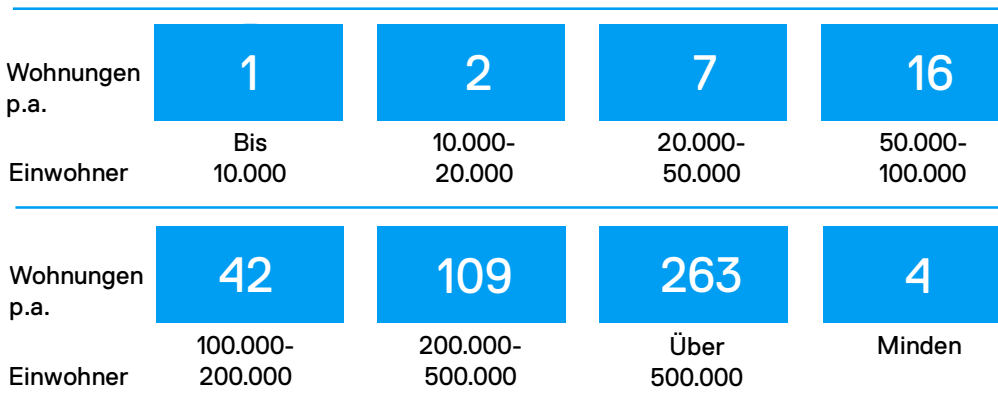 1 2 7 16
Wohnungen
p.a.
Bis 10.000- 20.000- 50.000-
Einwohner 10.000 20.000 50.000 100.000
42 109 263 4
Wohnungen
p.a.
100.000- 200.000- Über Minden
Einwohner 200.000 500.000 500.000